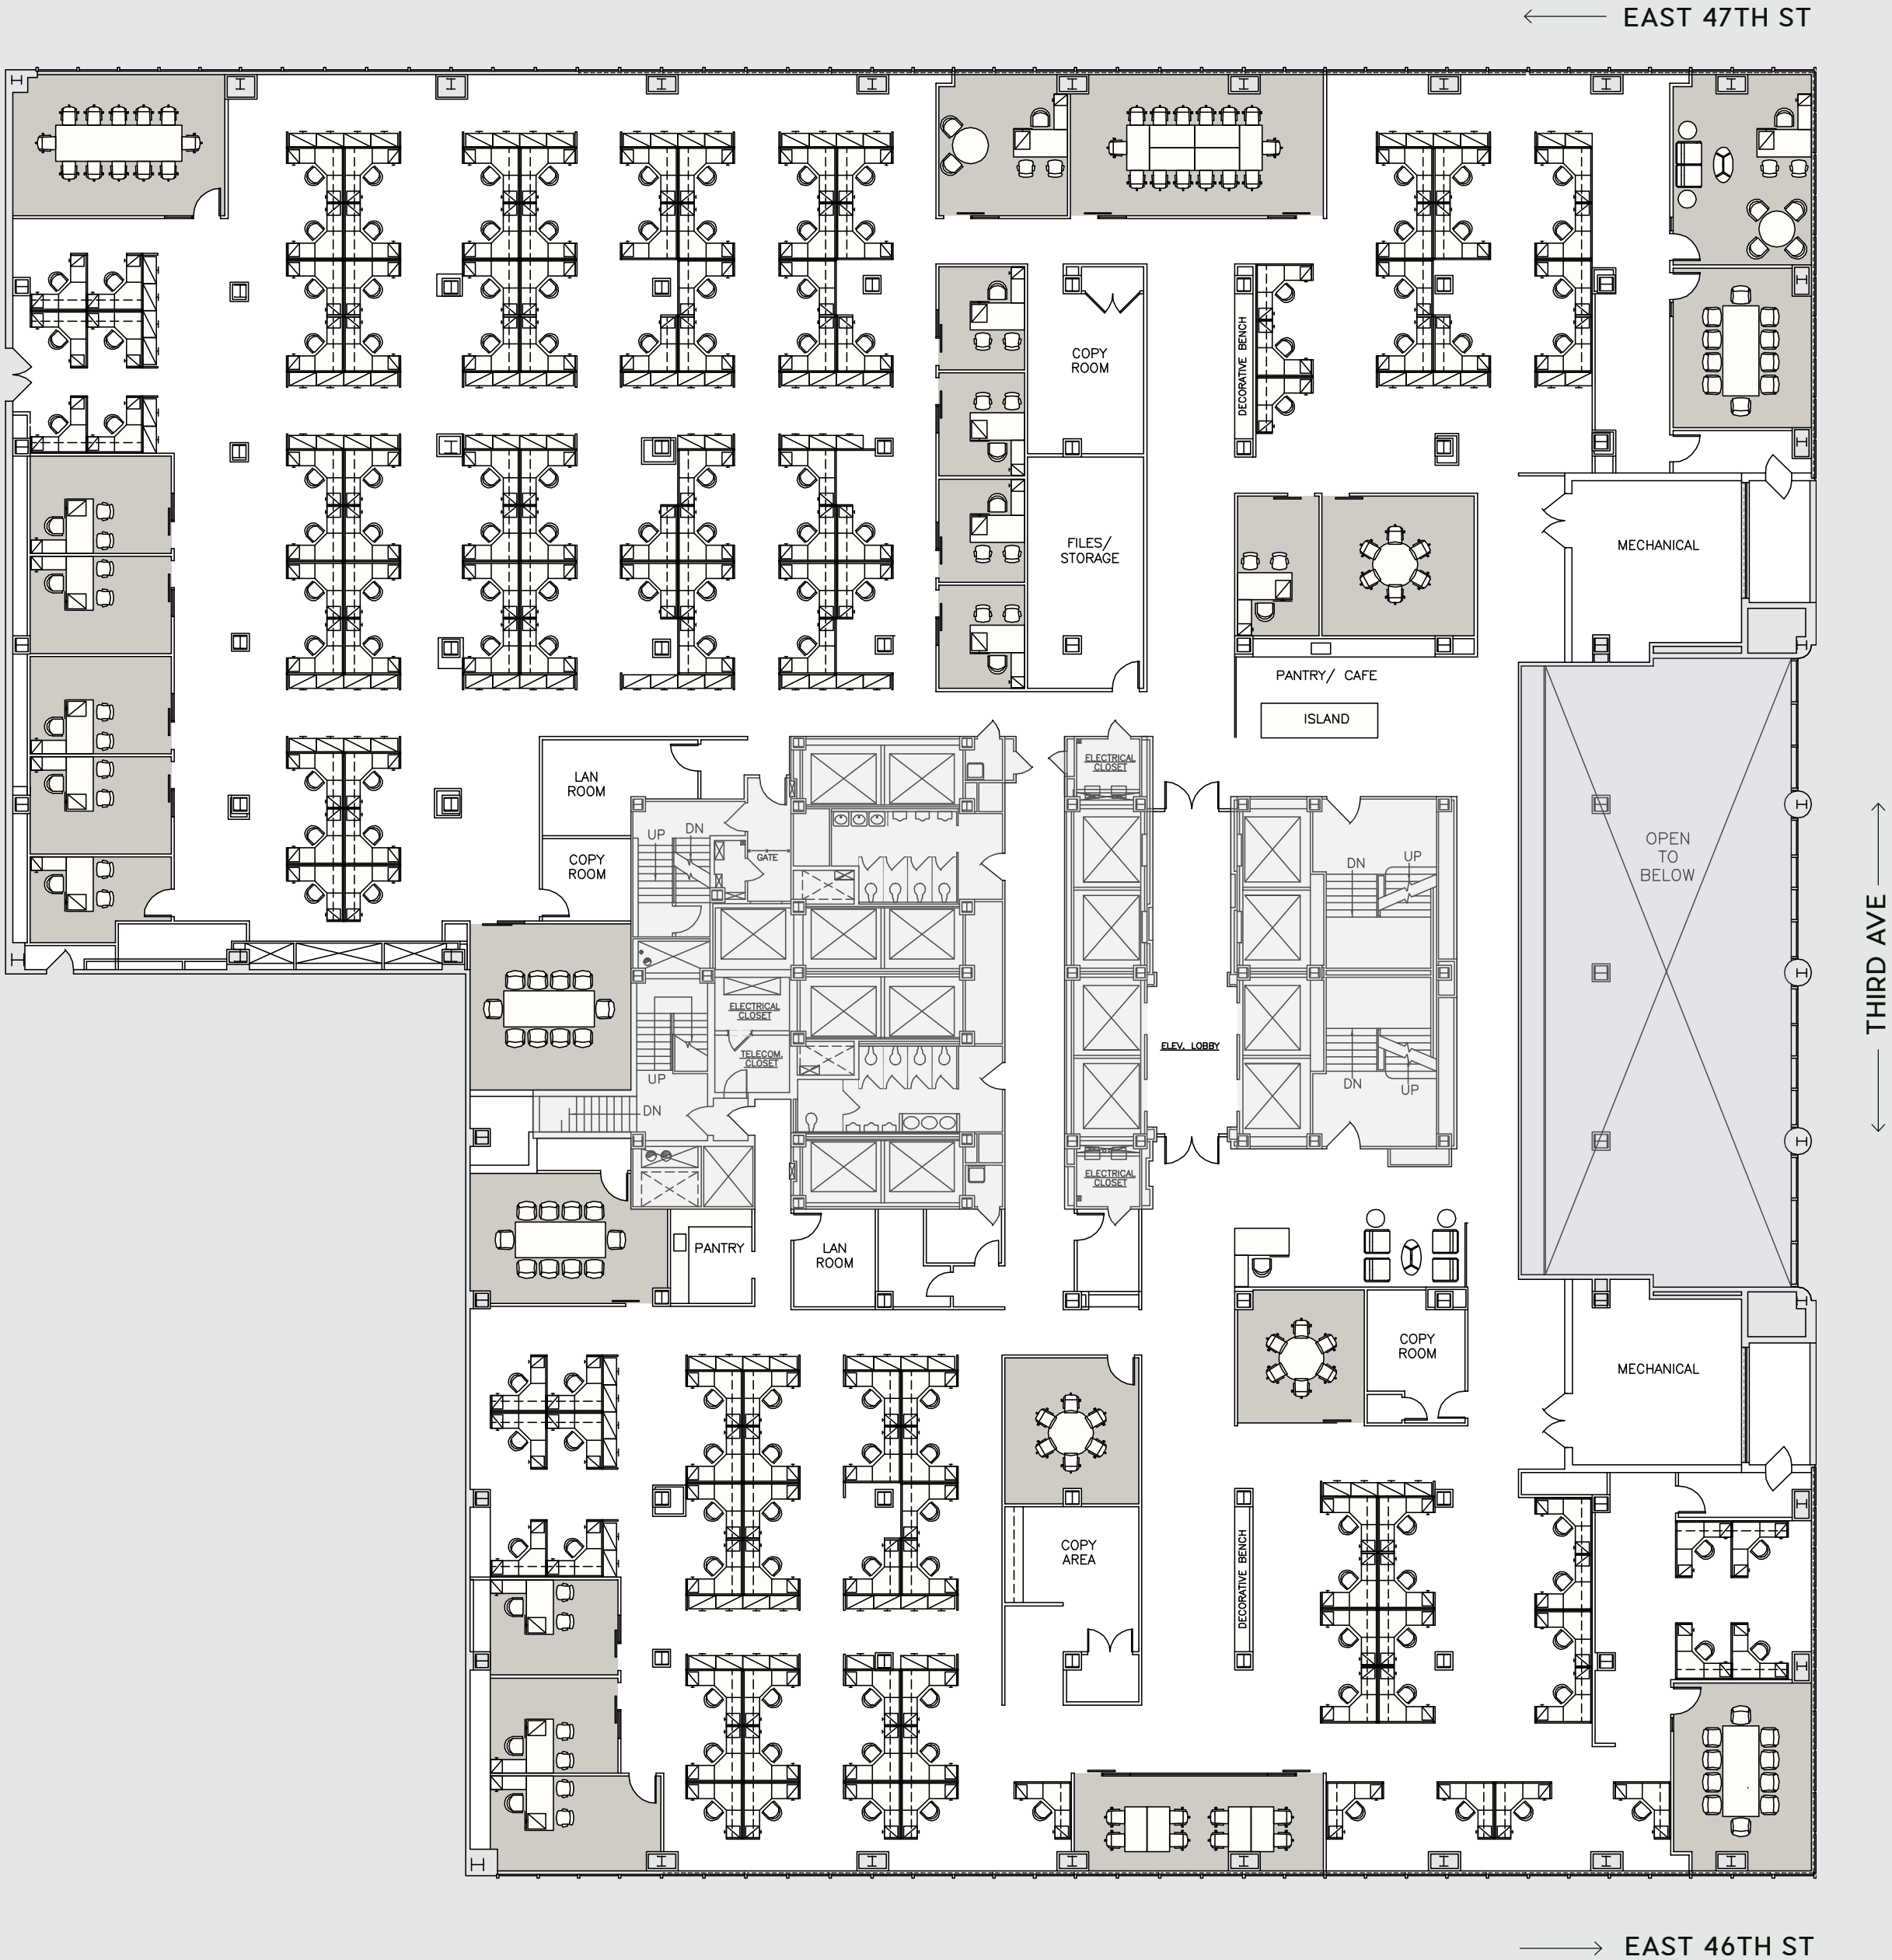 EAST 47TH ST
DECORATIVE BENCH
COPY
ROOM
FILES/
STORAGE
MECHANICAL
PANTRY/ CAFE
ISLAND
LAN
ROOM
ELECTRICAL
CLOSET
UP
DN
GATE
COPY
ROOM
DN
UP
OPEN
TO
BELOW
THIRD AVE
ELECTRICAL
CLOSET
TELECOM.
CLOSET
ELEV. LOBBY
UP
DN
DN
UP
ELECTRICAL
CLOSET
PANTRY
LAN
ROOM
COPY
ROOM
MECHANICAL
COPY
AREA
DECORATIVE BENCH
EAST 46TH ST